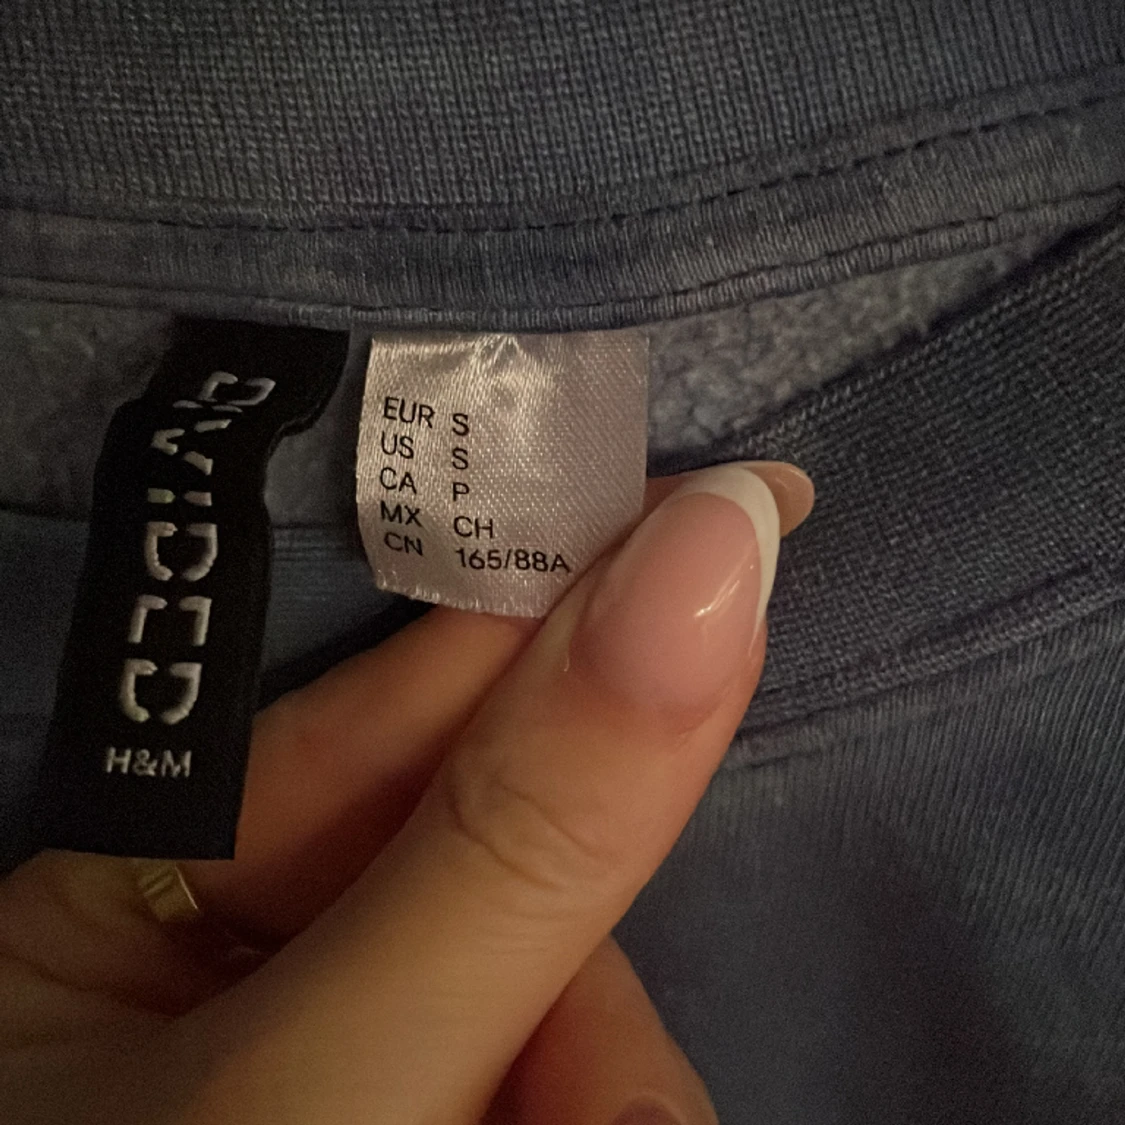 DIVIDED
H&M
EUR S
US S
CA P
MX CH
CN 165/88A